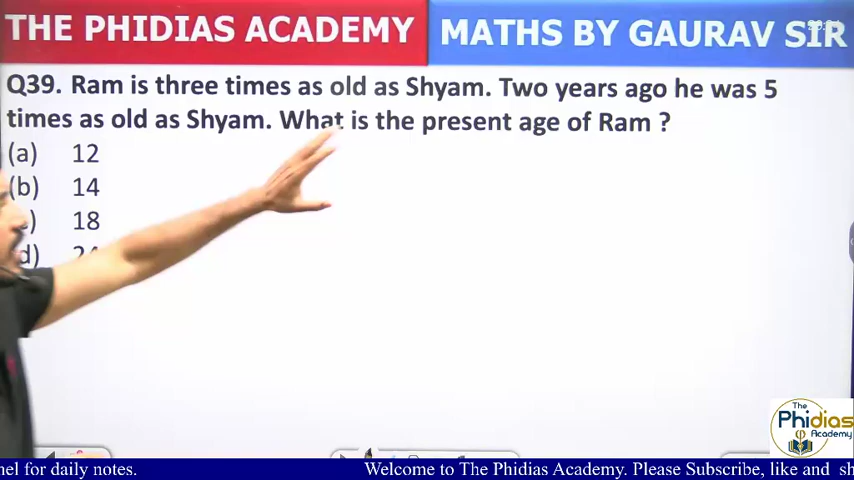 THE PHIDIAS ACADEMY
MATHS BY GAURAV SIR
Q39. Ram is three times as old as Shyam. Two years ago he was 5
times as old as Shyam. What is the present age of Ram ?
(a) 12
(b) 14
) 18
d)
The
Phidias
Academy
nel for daily notes.
Welcome to The Phidias Academy. Please Subscribe, like and sh